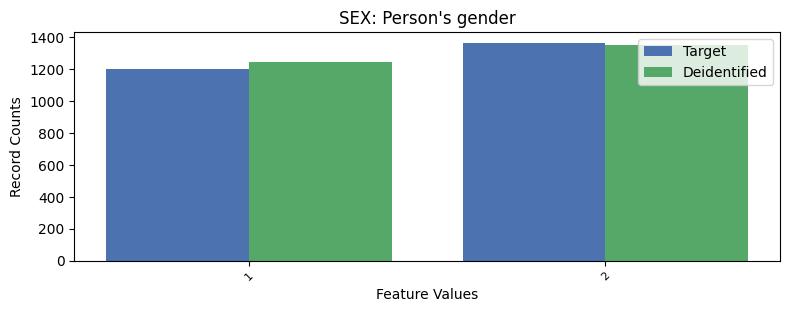 SEX: Person's gender
Record Counts
1400
1200
1000
800
600
400
200
0
Target
Deidentified
1
2
Feature Values